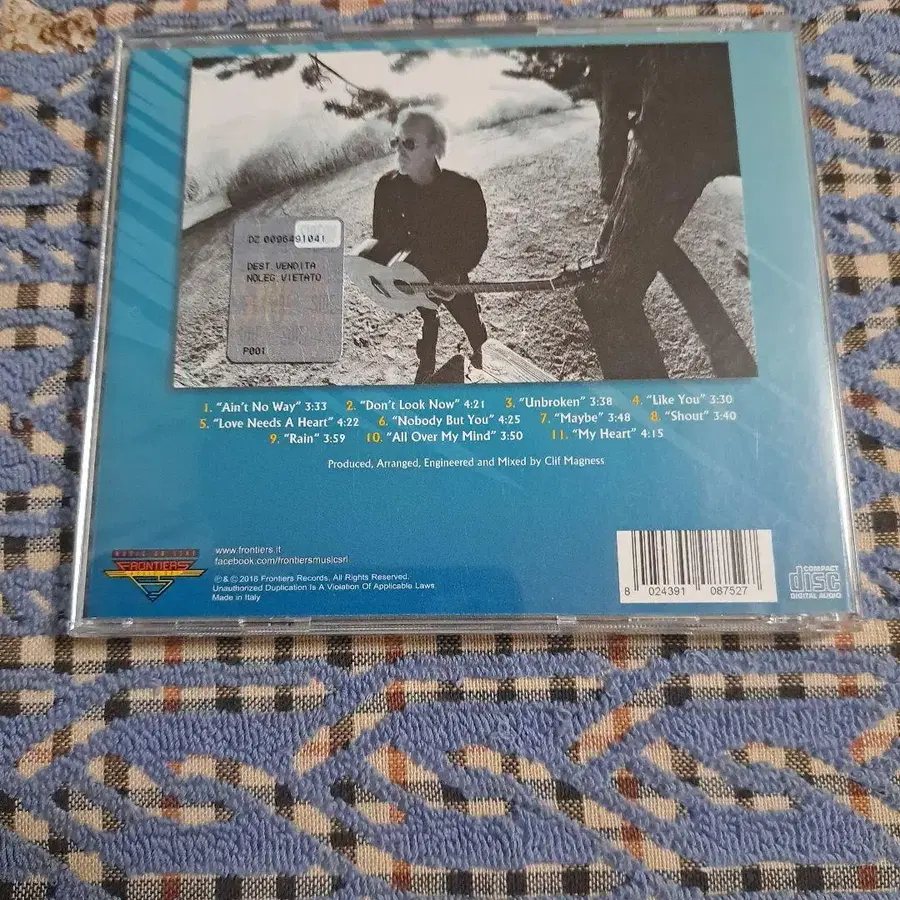 DZ 0096491041
DEST.VENDITA
NOLEG.VIETATO
P001
1. "Ain't No Way" 3:33 2. "Don't Look Now" 4:21 3. "Unbroken" 3:38 4. "Like You" 3:30
5. "Love Needs A Heart" 4:22 6. "Nobody But You" 4:25 7. "Maybe" 3:48 8. "Shout" 3:40
9. "Rain" 3:59 10. "All Over My Mind" 3:50 11. "My Heart" 4:15
Produced, Arranged, Engineered and Mixed by Clif Magness
FRONTIERS
www.frontiers.it
facebook.com/frontiersmusicsrl
℗ & © 2018 Frontiers Records. All Rights Reserved.
Unauthorized Duplication Is A Violation Of Applicable Laws.
Made in Italy
8 024391 087527
COMPACT
disc
DIGITAL AUDIO